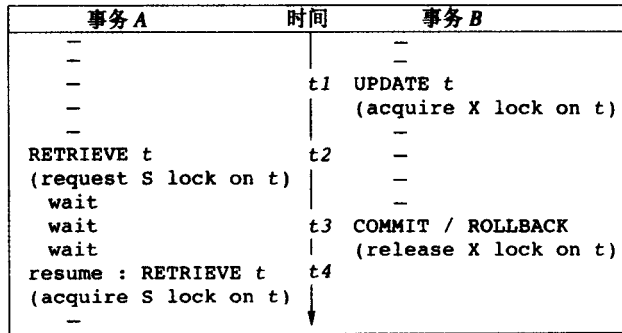 事务A 时间 事务B
– –
– –
– t1 UPDATE t
– (acquire X lock on t)
– –
RETRIEVE t t2 –
(request S lock on t) –
wait –
wait t3 COMMIT / ROLLBACK
wait (release X lock on t)
resume : RETRIEVE t t4
(acquire S lock on t)
–